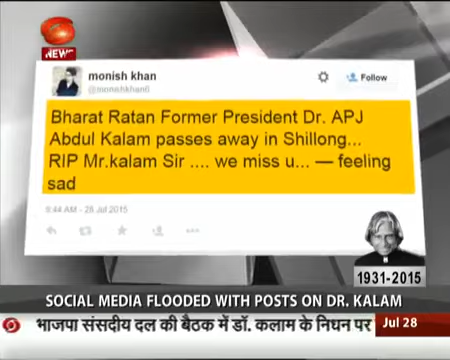 NEWS
monish khan
@monishkhan6
Follow
Bharat Ratan Former President Dr. APJ
Abdul Kalam passes away in Shillong...
RIP Mr.kalam Sir .... we miss u... — feeling
sad
8:44 AM - 28 Jul 2015
1931-2015
SOCIAL MEDIA FLOODED WITH POSTS ON DR. KALAM
भाजपा संसदीय दल की बैठक में डॉ. कलाम के निधन पर
Jul 28